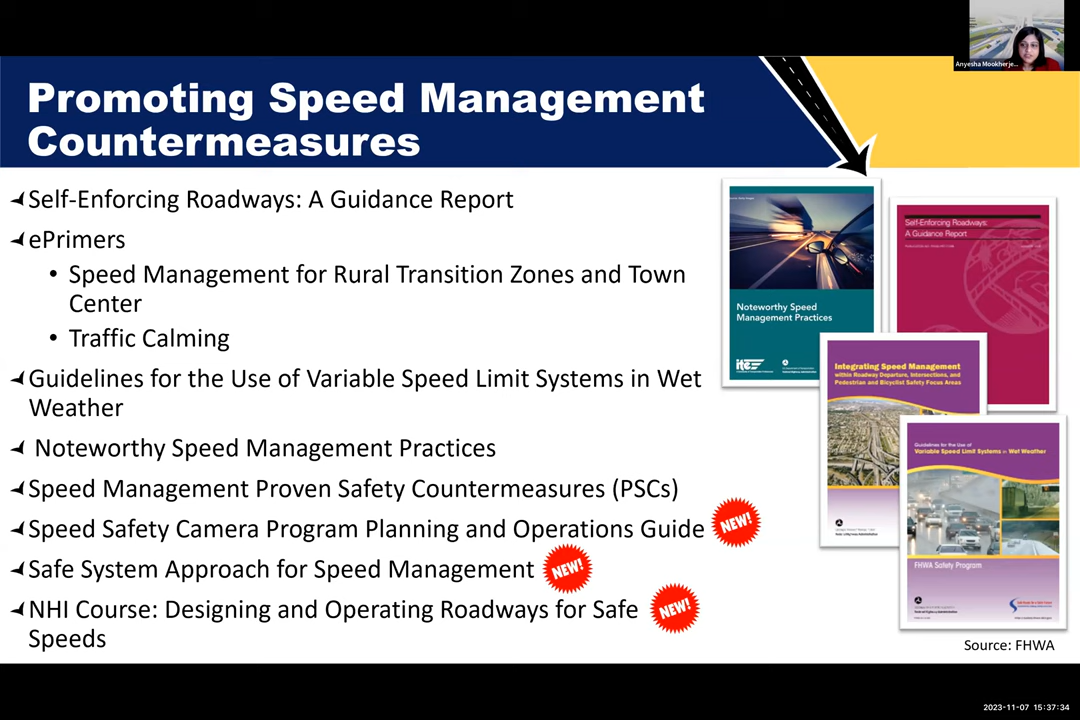 Anyesha Mookherje...
Promoting Speed Management
Countermeasures
Self-Enforcing Roadways: A Guidance Report
ePrimers
• Speed Management for Rural Transition Zones and Town
Center
• Traffic Calming
Guidelines for the Use of Variable Speed Limit Systems in Wet
Weather
Noteworthy Speed Management Practices
Speed Management Proven Safety Countermeasures (PSCs)
Speed Safety Camera Program Planning and Operations Guide
NEW!
Safe System Approach for Speed Management
NEW!
NHI Course: Designing and Operating Roadways for Safe
Speeds
NEW!
Noteworthy Speed
Management Practices
ite
Self-Enforcing Roadways:
A Guidance Report
Integrating Speed Management
within Roadway Departure, Intersections, and
Pedestrian and Bicyclist Safety Focus Areas
Guidelines for the Use of
Variable Speed Limit Systems in Wet Weather
FHWA Safety Program
Source: FHWA
2023-11-07 15:37:34